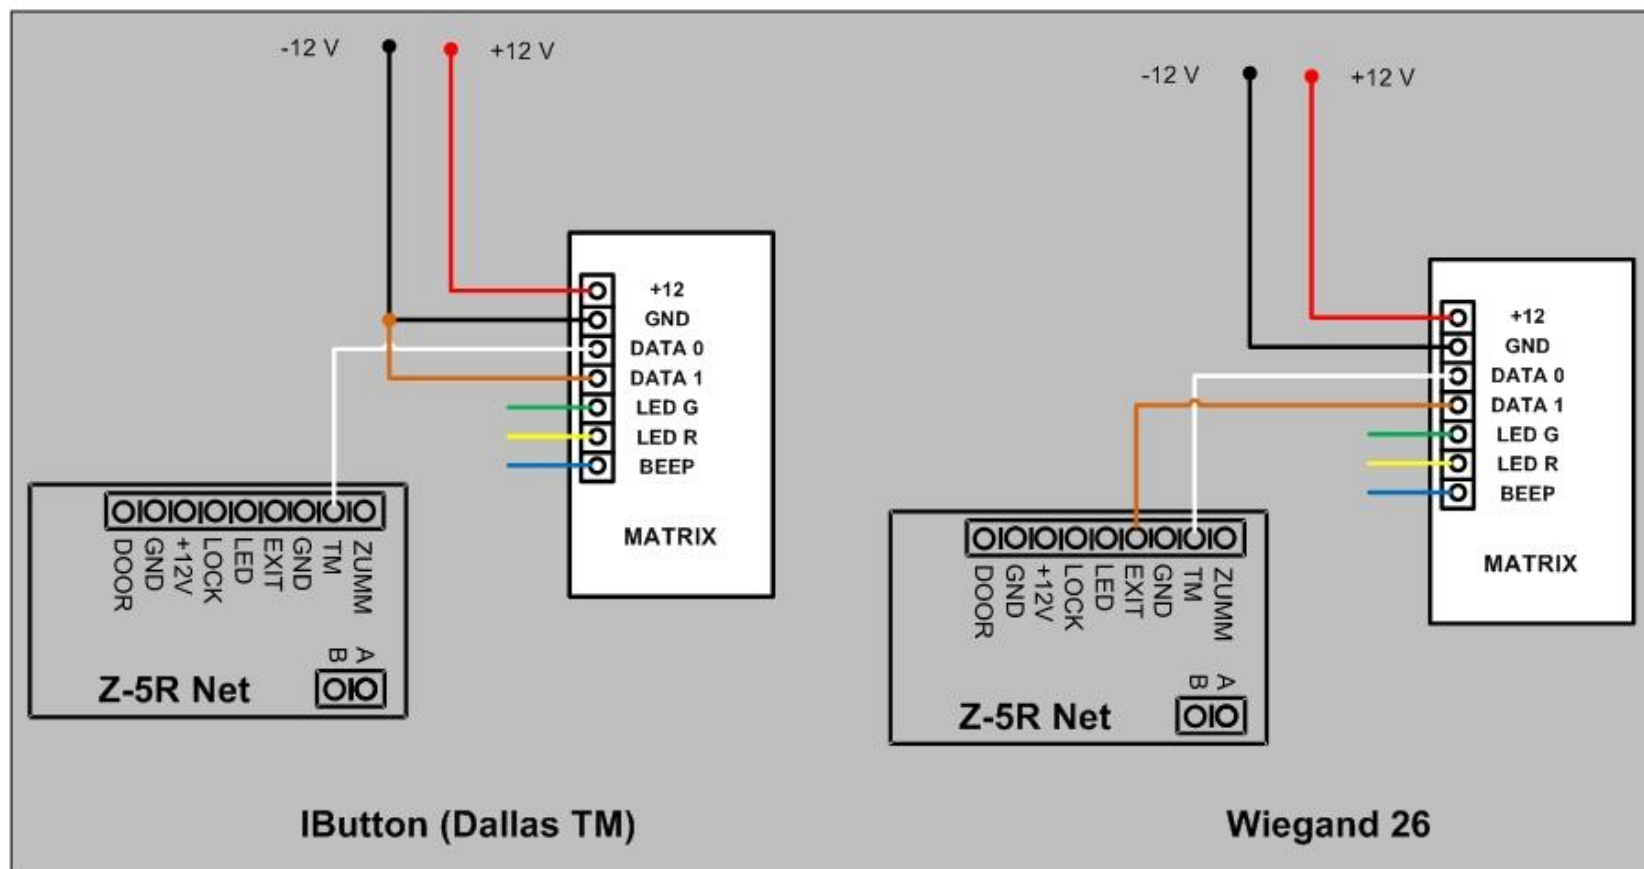 -12 V
+12 V
+12
GND
DATA 0
DATA 1
LED G
LED R
BEEP
MATRIX
DOOR
GND
+12V
LOCK
LED
EXIT
GND
TM
ZUMM
B
A
Z-5R Net
IButton (Dallas TM)
-12 V
+12 V
+12
GND
DATA 0
DATA 1
LED G
LED R
BEEP
MATRIX
DOOR
GND
+12V
LOCK
LED
EXIT
GND
TM
ZUMM
B
A
Z-5R Net
Wiegand 26